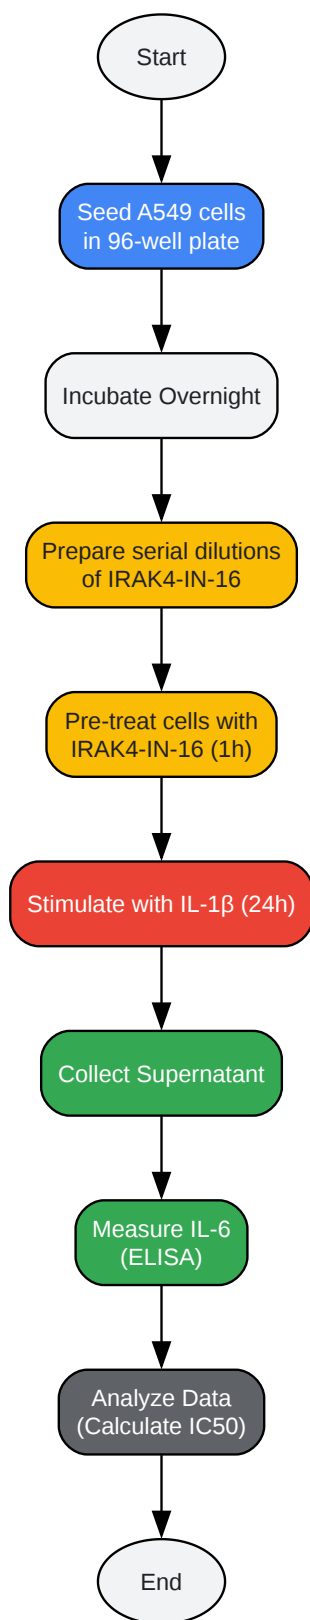 Start
Seed A549 cells
in 96-well plate
Incubate Overnight
Prepare serial dilutions
of IRAK4-IN-16
Pre-treat cells with
IRAK4-IN-16 (1h)
Stimulate with IL-1β (24h)
Collect Supernatant
Measure IL-6
(ELISA)
Analyze Data
(Calculate IC50)
End